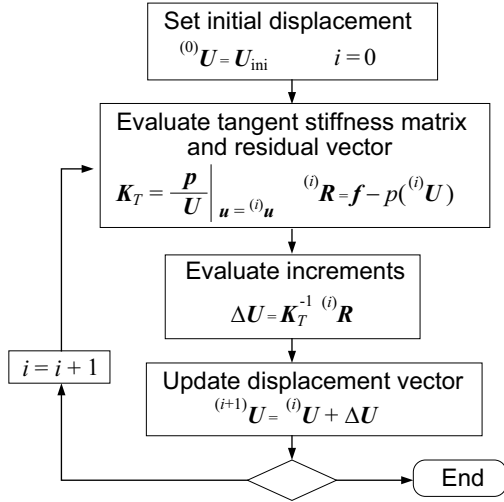 Set initial displacement
(0)U = U_ini i = 0
Evaluate tangent stiffness matrix
and residual vector
K_T = p/U |_u = (i)u (i)R = f − p((i)U)
Evaluate increments
ΔU = K_T^-1 (i)R
i = i + 1
Update displacement vector
(i+1)U = (i)U + ΔU
End